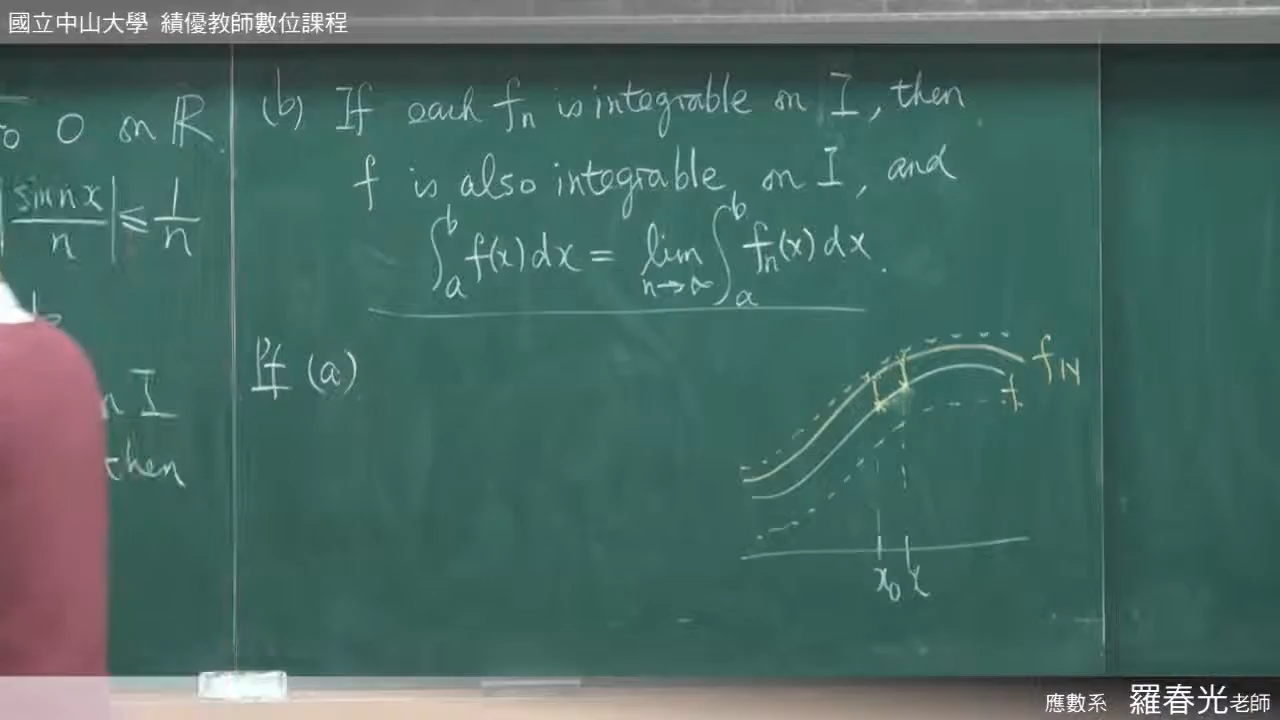 國立中山大學 績優教師數位課程
0 on ℝ.
|sin nx / n| ≤ 1/n
I
then
(b) If each fₙ is integrable on I, then
f is also integrable on I, and
∫ₐᵇ f(x) dx = lim_{n→∞} ∫ₐᵇ fₙ(x) dx.
Pf (a)
f_N
f
x₀ x
應數系 羅春光老師